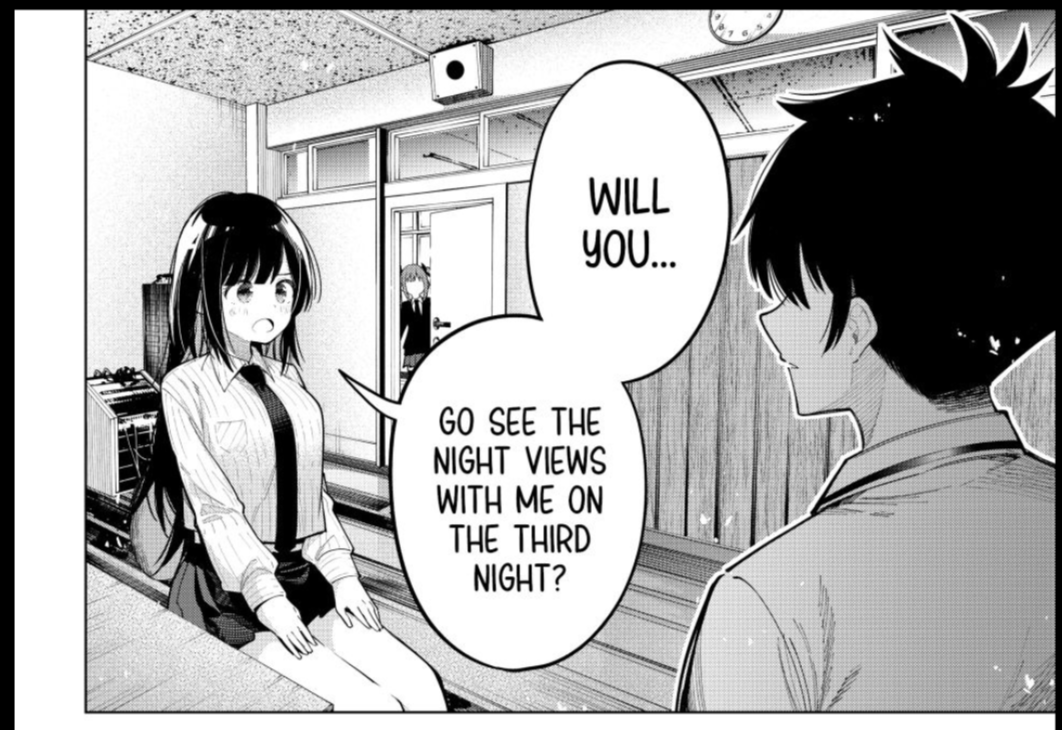 WILL
YOU...
GO SEE THE
NIGHT VIEWS
WITH ME ON
THE THIRD
NIGHT?